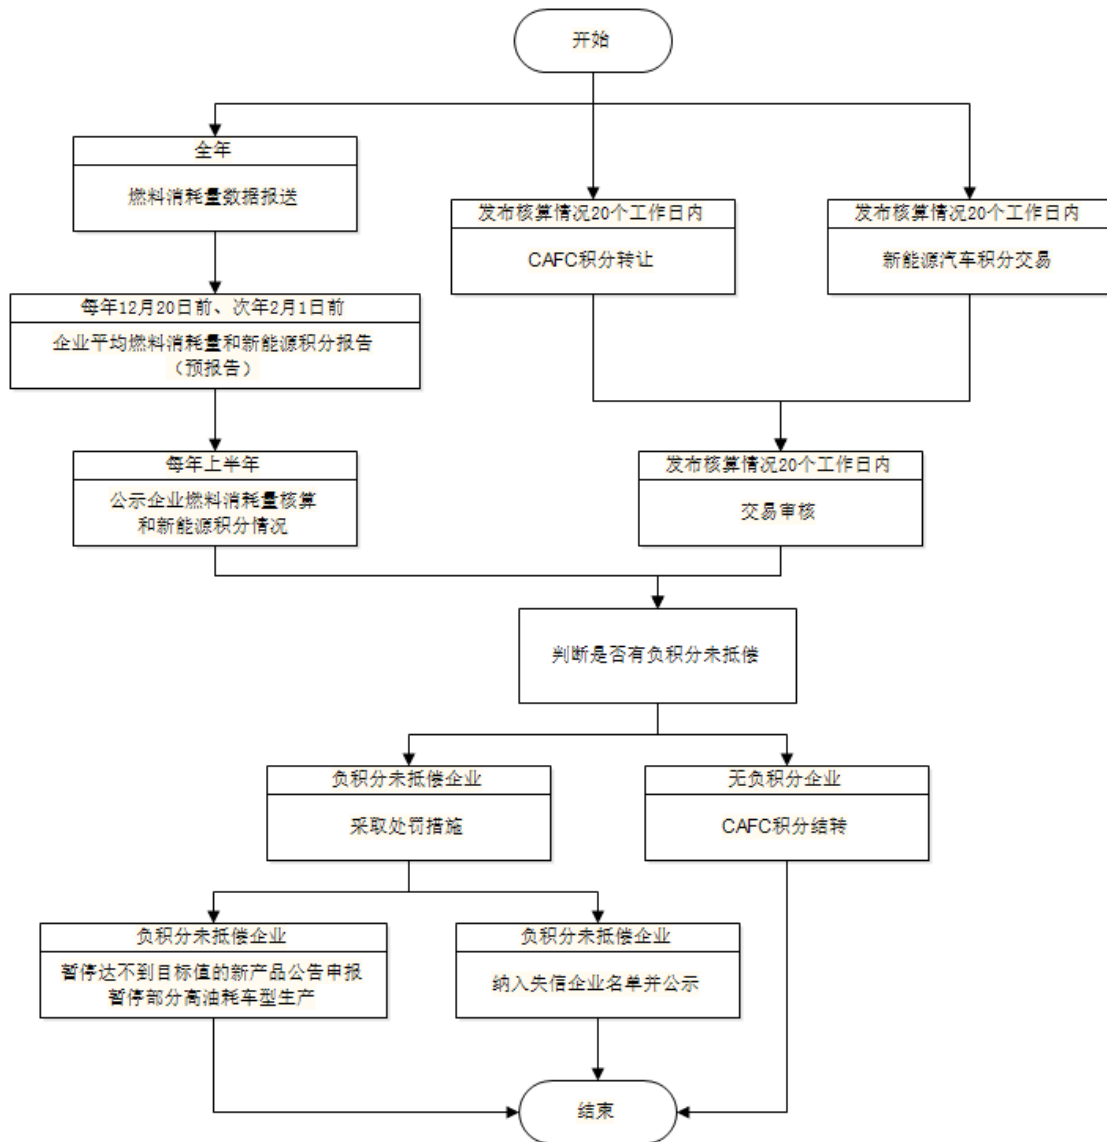 开始
全年
燃料消耗量数据报送
发布核算情况20个工作日内
CAFC积分转让
发布核算情况20个工作日内
新能源汽车积分交易
每年12月20日前、次年2月1日前
企业平均燃料消耗量和新能源积分报告
（预报告）
每年上半年
公示企业燃料消耗量核算
和新能源积分情况
发布核算情况20个工作日内
交易审核
判断是否有负积分未抵偿
负积分未抵偿企业
采取处罚措施
无负积分企业
CAFC积分结转
负积分未抵偿企业
暂停达不到目标值的新产品公告申报
暂停部分高油耗车型生产
负积分未抵偿企业
纳入失信企业名单并公示
结束